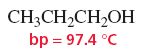 CH₃CH₂CH₂OH
bp = 97.4 °C